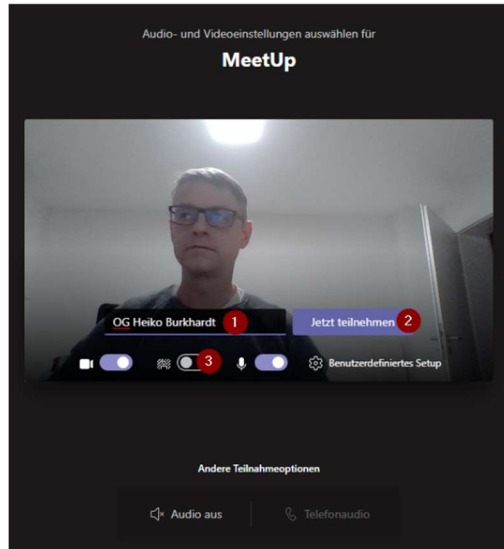 Audio- und Videoeinstellungen auswählen für
MeetUp
OG Heiko Burkhardt 1 Jetzt teilnehmen 2
3 Benutzerdefiniertes Setup
Andere Teilnahmeoptionen
Audio aus Telefonaudio